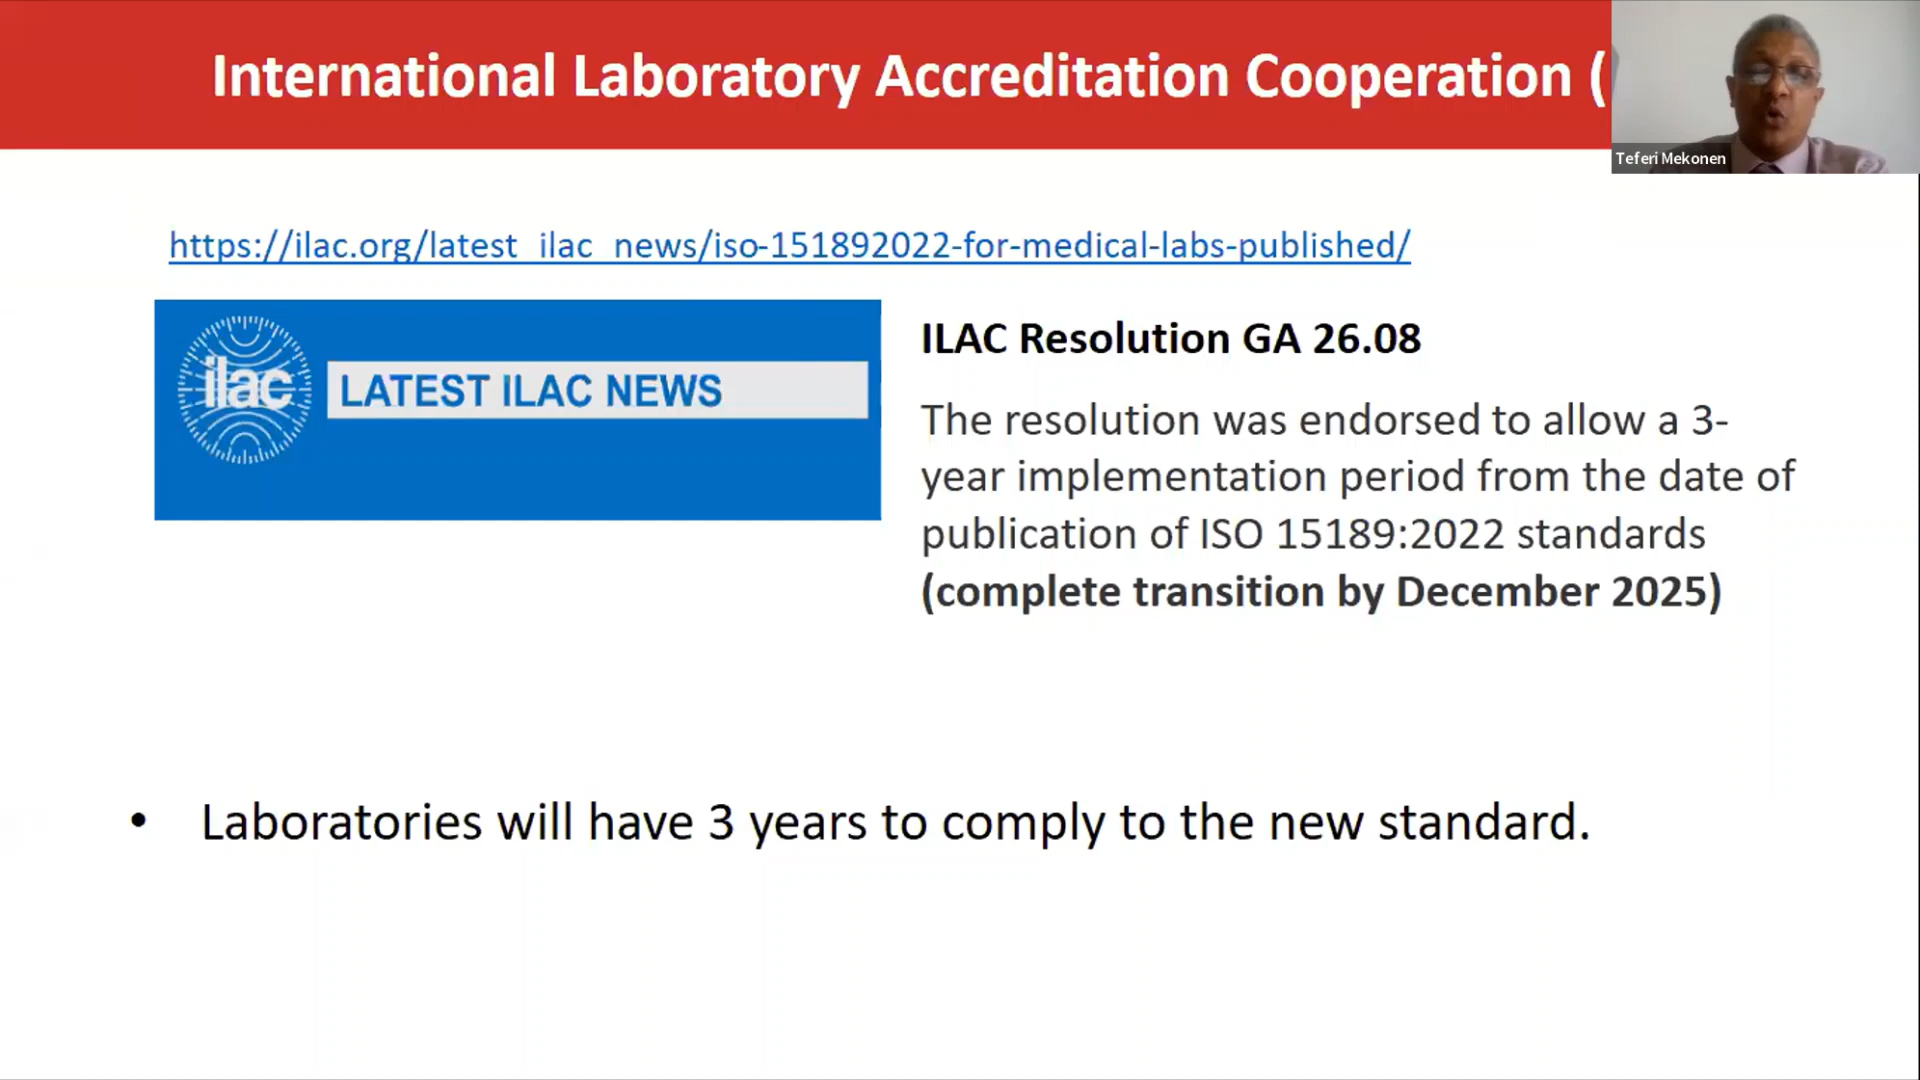 International Laboratory Accreditation Cooperation (
Teferi Mekonen
https://ilac.org/latest_ilac_news/iso-151892022-for-medical-labs-published/
ilac
LATEST ILAC NEWS
ILAC Resolution GA 26.08
The resolution was endorsed to allow a 3-
year implementation period from the date of
publication of ISO 15189:2022 standards
(complete transition by December 2025)
• Laboratories will have 3 years to comply to the new standard.